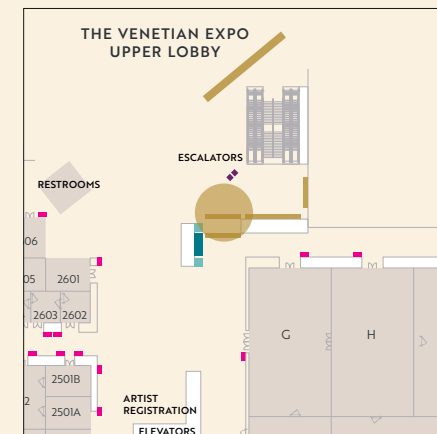 THE VENETIAN EXPO
UPPER LOBBY
ESCALATORS
RESTROOMS
06
05
2601
2603
2602
G
H
2501B
2
2501A
ARTIST
REGISTRATION
ELEVATORS